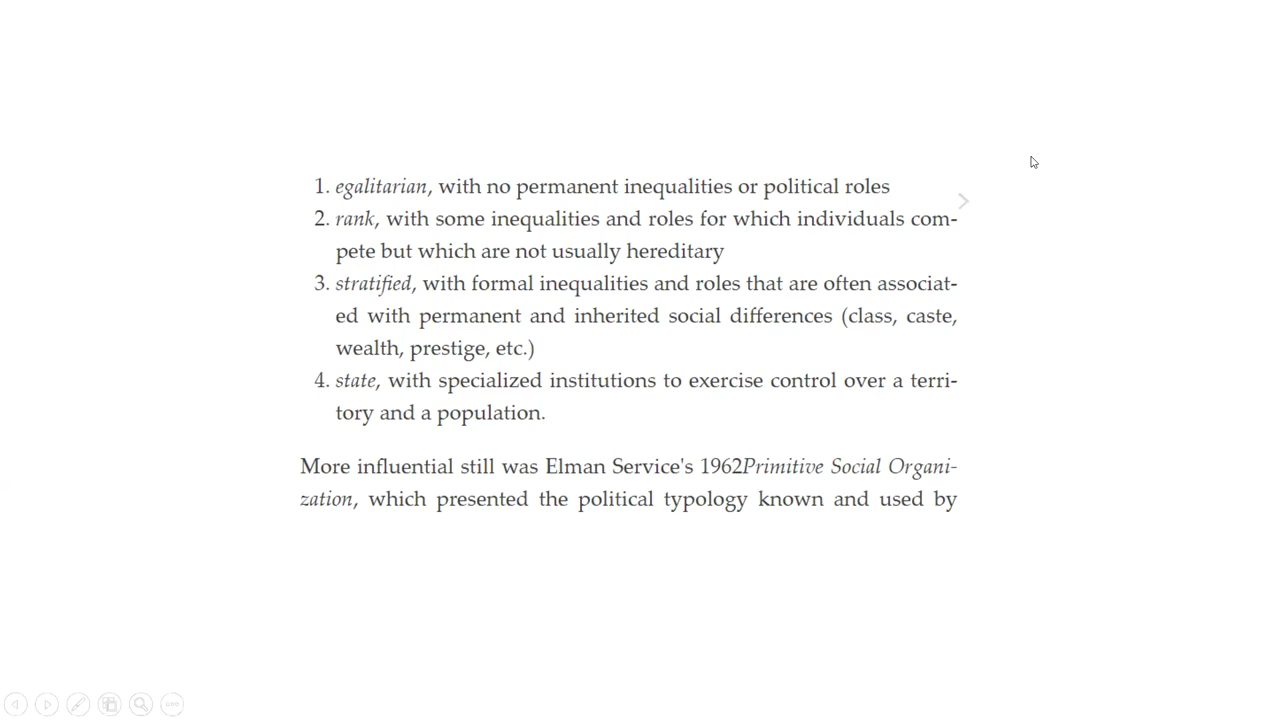 1. egalitarian, with no permanent inequalities or political roles
2. rank, with some inequalities and roles for which individuals com-
pete but which are not usually hereditary
3. stratified, with formal inequalities and roles that are often associat-
ed with permanent and inherited social differences (class, caste,
wealth, prestige, etc.)
4. state, with specialized institutions to exercise control over a terri-
tory and a population.
More influential still was Elman Service's 1962Primitive Social Organi-
zation, which presented the political typology known and used by